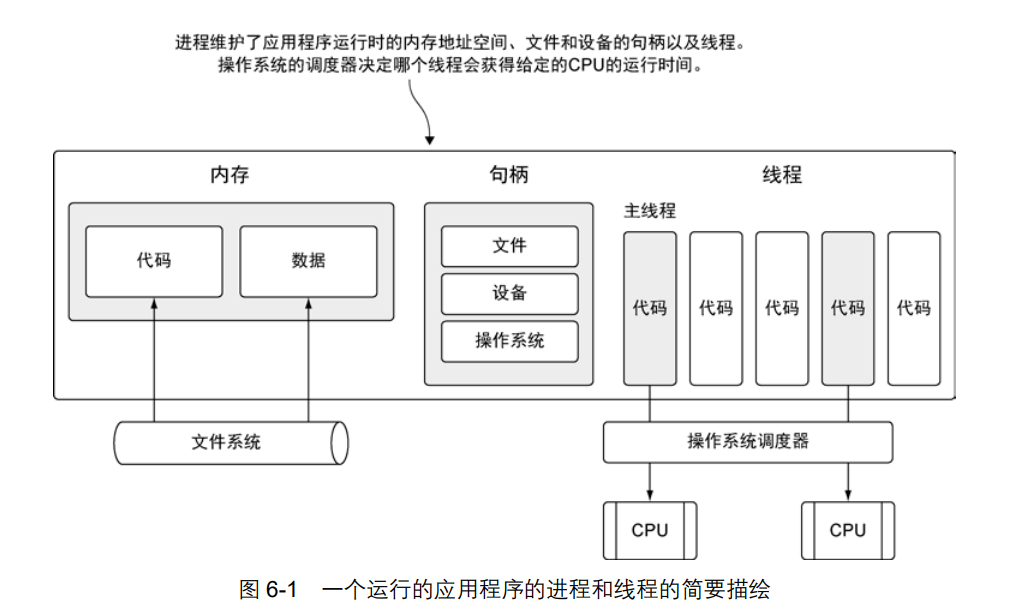 进程维护了应用程序运行时的内存地址空间、文件和设备的句柄以及线程。
操作系统的调度器决定哪个线程会获得给定的CPU的运行时间。
内存
句柄
线程
主线程
代码
数据
文件
设备
操作系统
代码
代码
代码
代码
代码
文件系统
操作系统调度器
CPU
CPU
图 6-1 一个运行的应用程序的进程和线程的简要描绘